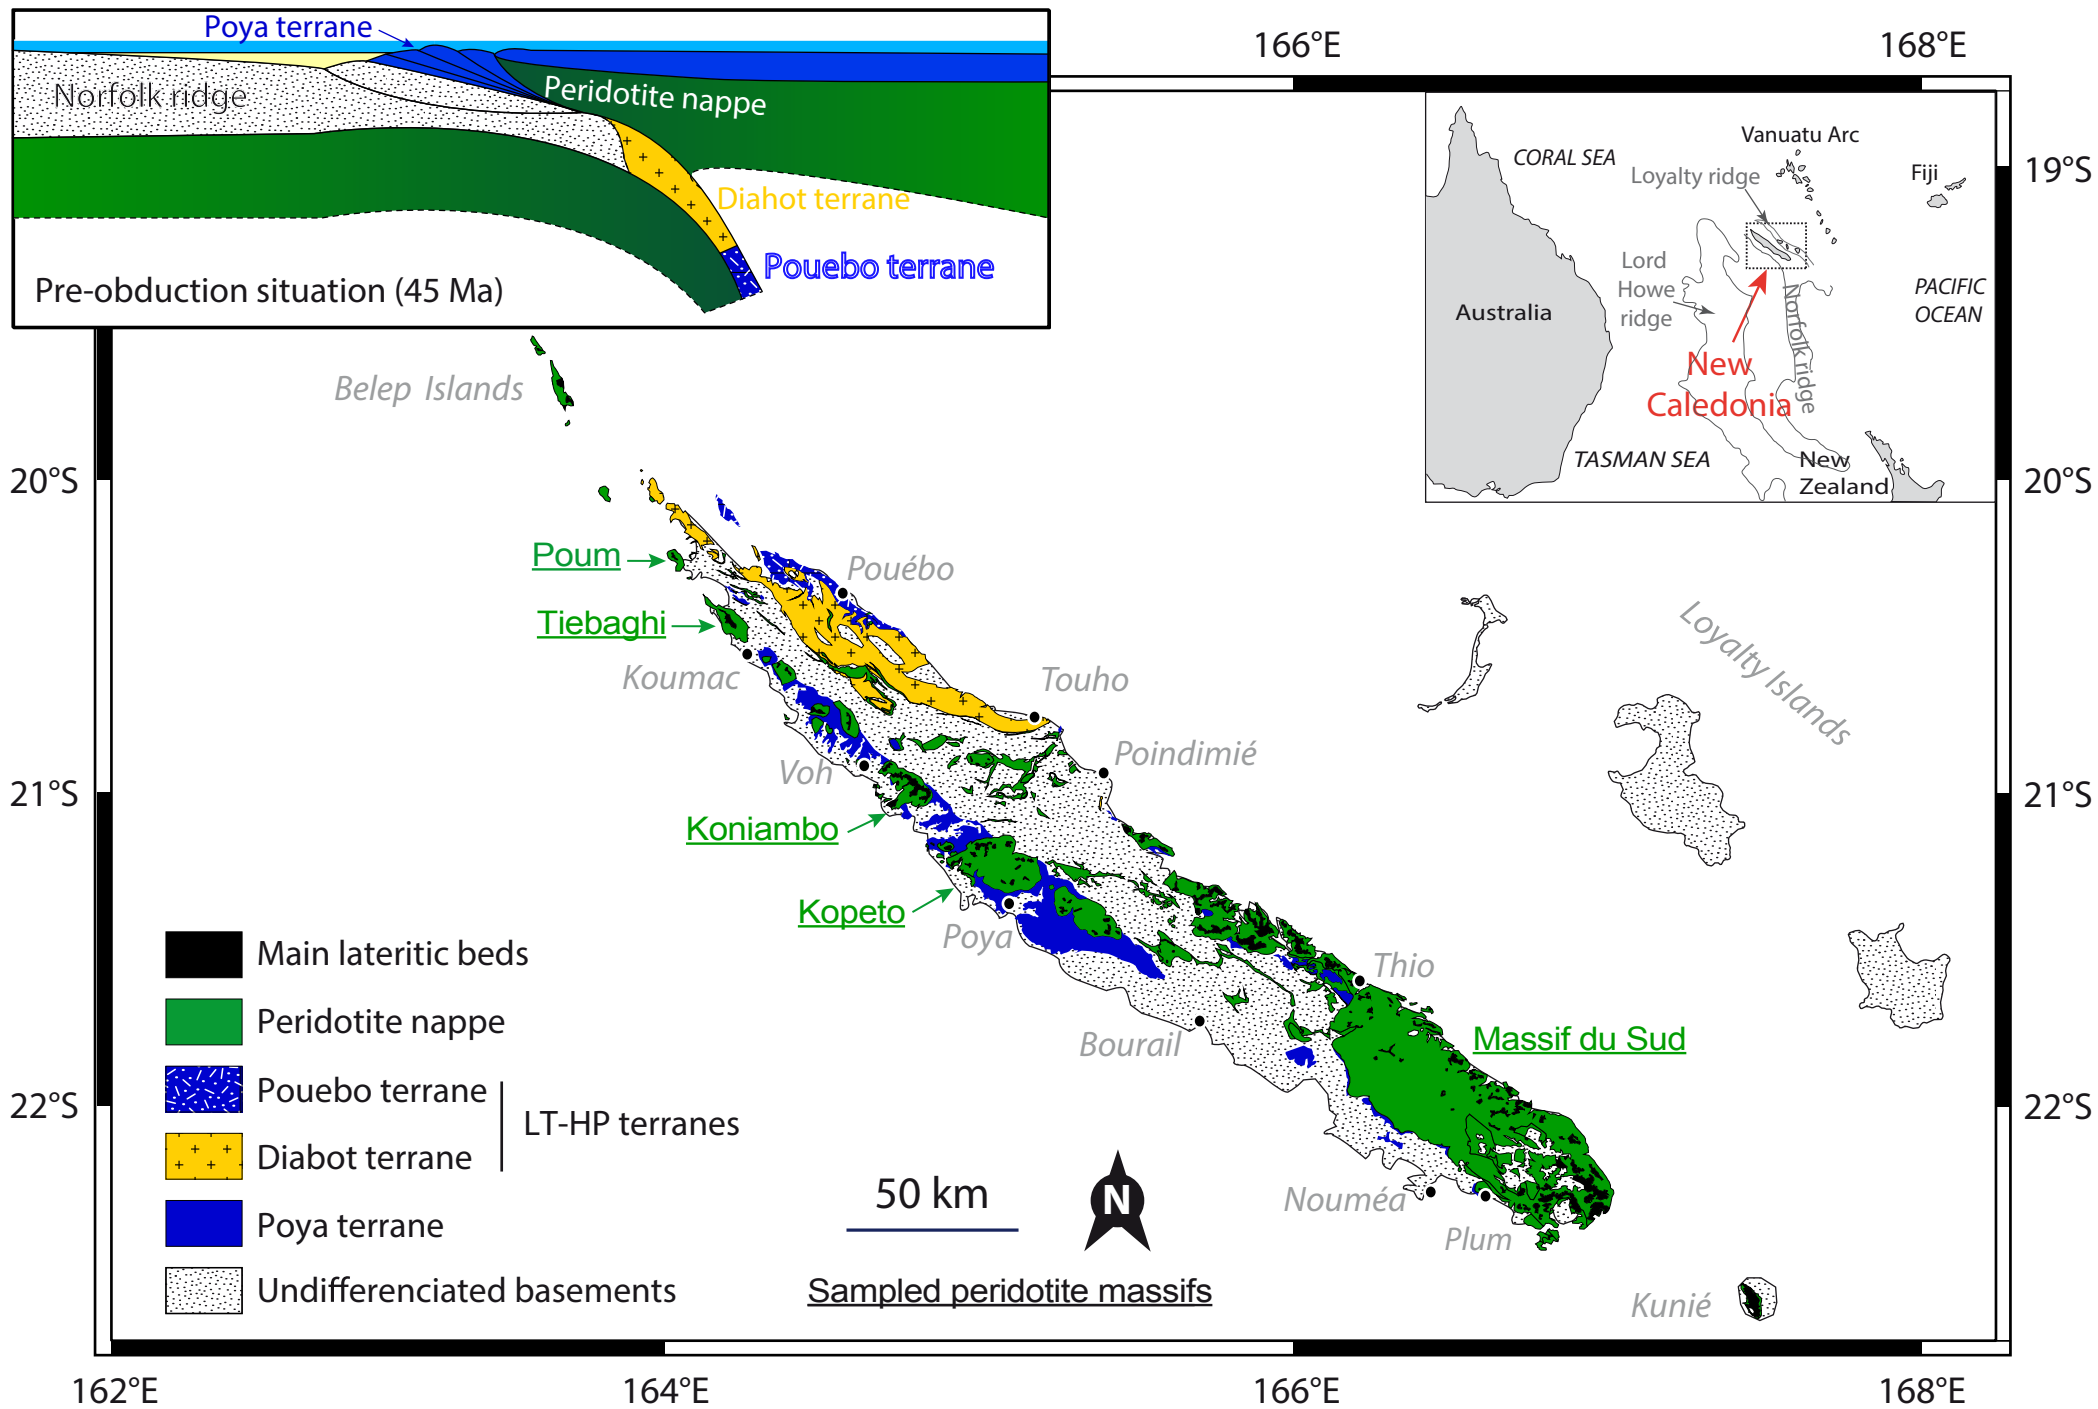 Poya terrane
Norfolk ridge
Peridotite nappe
Diahot terrane
Pouebo terrane
Pre-obduction situation (45 Ma)
166°E
168°E
Vanuatu Arc
CORAL SEA
Loyalty ridge
Fiji
Lord
Howe
ridge
Australia
PACIFIC
OCEAN
Norfolk ridge
New
Caledonia
TASMAN SEA
New
Zealand
19°S
20°S
20°S
21°S
21°S
22°S
22°S
Belep Islands
Poum
Pouébo
Tiebaghi
Koumac
Touho
Loyalty Islands
Poindimié
Voh
Koniambo
Kopeto
Poya
Thio
Bourail
Massif du Sud
Nouméa
Plum
Kunié
Main lateritic beds
Peridotite nappe
Pouebo terrane
LT-HP terranes
Diabot terrane
Poya terrane
Undifferenciated basements
50 km
N
Sampled peridotite massifs
162°E
164°E
166°E
168°E